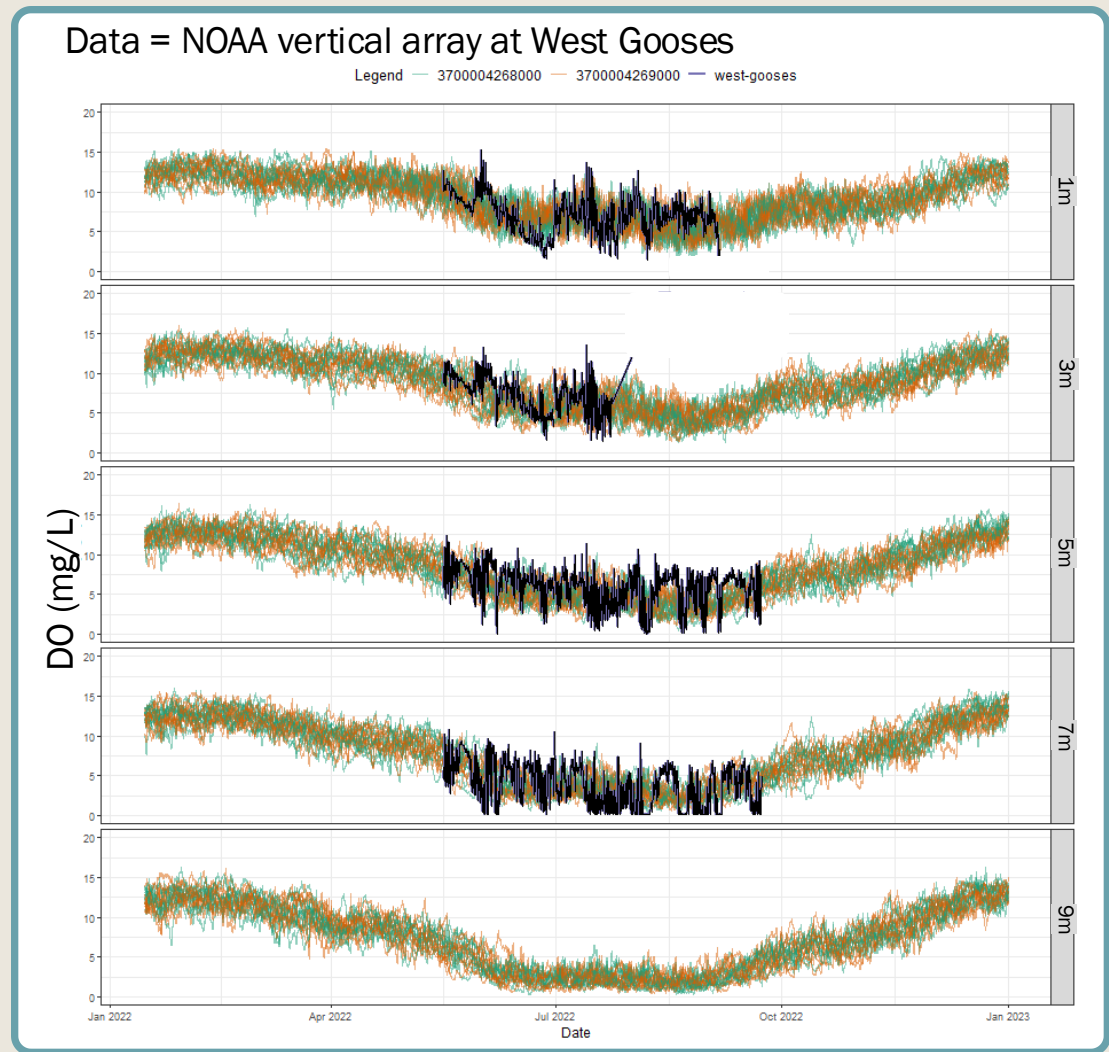 Data = NOAA vertical array at West Gooses
Legend 3700004268000 3700004269000 west-gooses
20
15
10
5
0
1m
20
15
10
5
0
3m
DO (mg/L)
20
15
10
5
0
5m
20
15
10
5
0
7m
20
15
10
5
0
9m
Jan 2022 Apr 2022 Jul 2022 Oct 2022 Jan 2023
Date